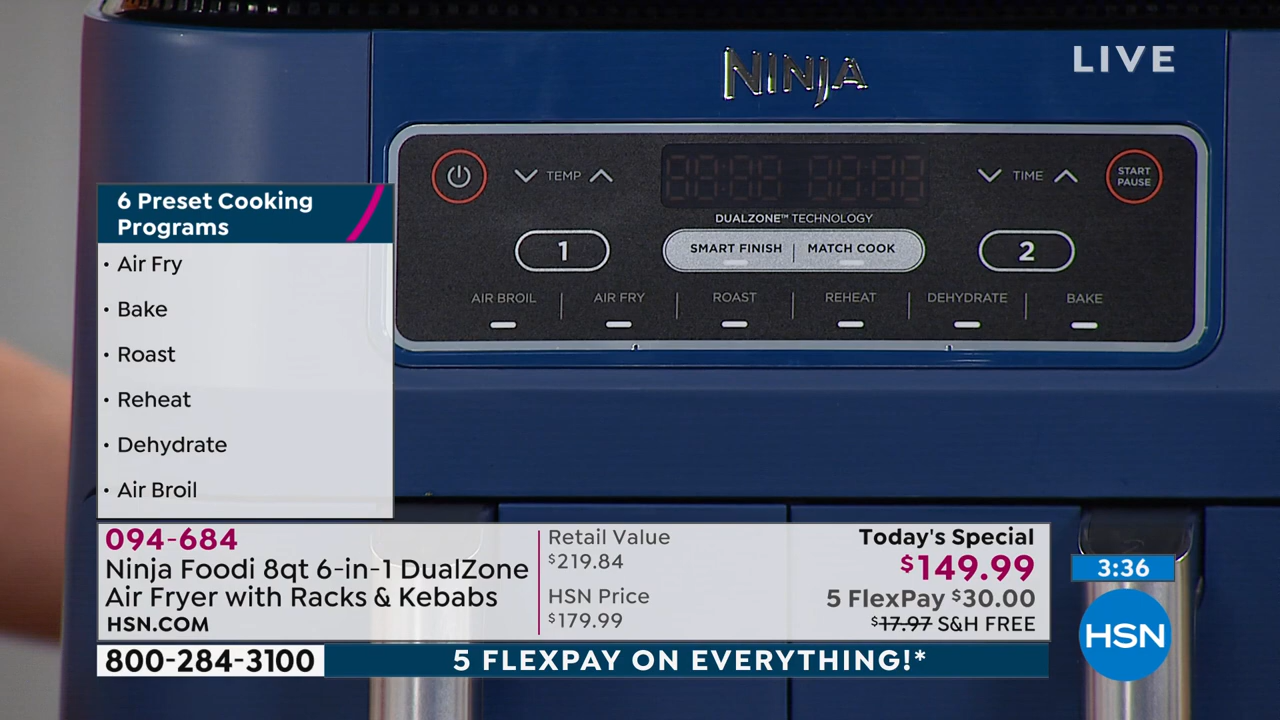 NINJA
LIVE
TEMP
TIME
START
PAUSE
DUALZONE™ TECHNOLOGY
1
SMART FINISH | MATCH COOK
2
AIR BROIL | AIR FRY | ROAST | REHEAT | DEHYDRATE | BAKE
6 Preset Cooking
Programs
· Air Fry
· Bake
· Roast
· Reheat
· Dehydrate
· Air Broil
094-684
Ninja Foodi 8qt 6-in-1 DualZone
Air Fryer with Racks & Kebabs
HSN.COM
Retail Value
$219.84
HSN Price
$179.99
Today's Special
$149.99
5 FlexPay $30.00
$17.97 S&H FREE
3:36
HSN
800-284-3100
5 FLEXPAY ON EVERYTHING!*